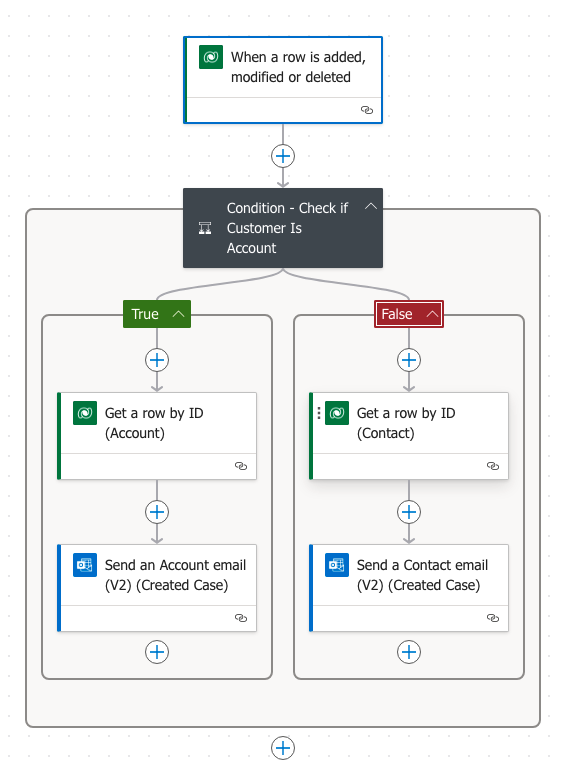 When a row is added,
modified or deleted
Condition - Check if
Customer Is
Account
True
False
Get a row by ID
(Account)
Get a row by ID
(Contact)
Send an Account email
(V2) (Created Case)
Send a Contact email
(V2) (Created Case)